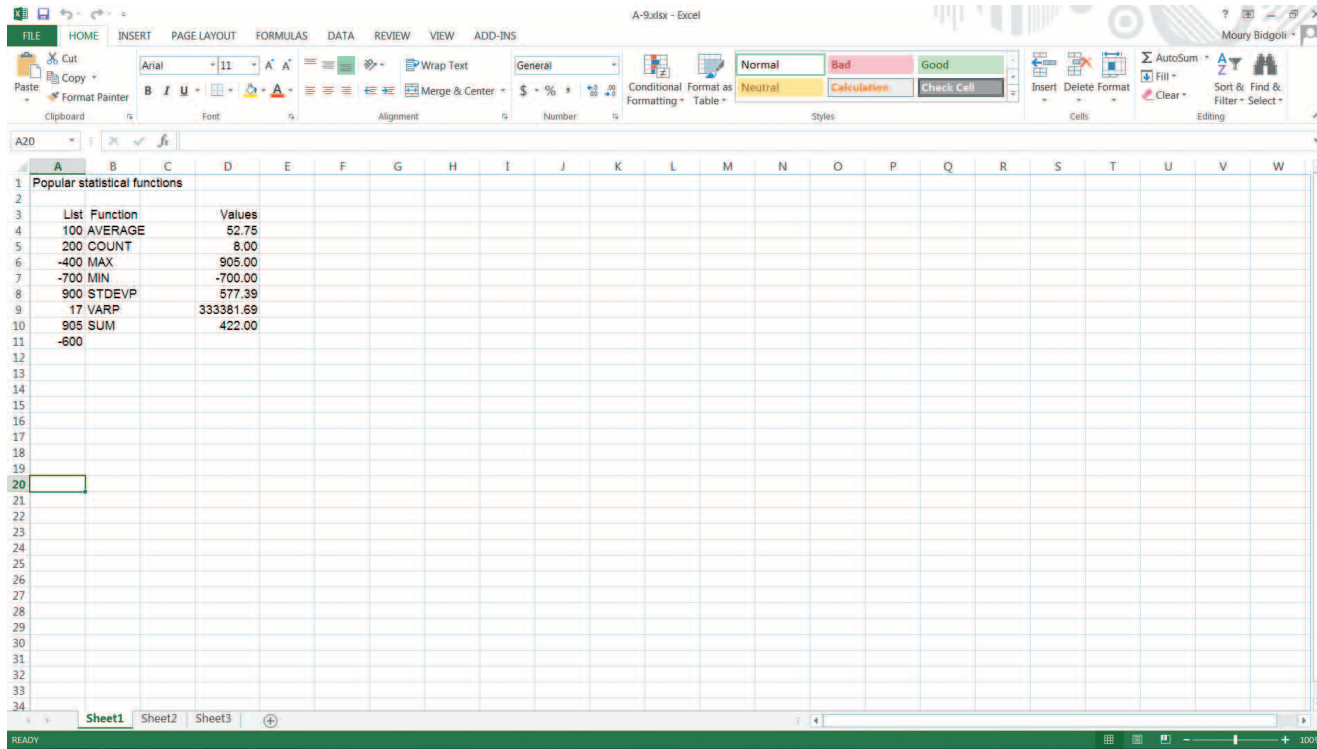 A-9.xlsx - Excel
FILE HOME INSERT PAGE LAYOUT FORMULAS DATA REVIEW VIEW ADD-INS Moury Bidgoli
Paste
Cut
Copy
Format Painter
Clipboard
Arial 11
B I U
Font
Wrap Text
Merge & Center
Alignment
General
$ % ,
Number
Conditional Formatting
Format as Table
Normal Bad Good
Neutral Calculation Check Cell
Styles
Insert Delete Format
Cells
AutoSum
Fill
Clear
Sort & Filter
Find & Select
Editing
A20 fx
A B C D E F G H I J K L M N O P Q R S T U V W
1 Popular statistical functions
2
3 List Function Values
4 100 AVERAGE 52.75
5 200 COUNT 8.00
6 -400 MAX 905.00
7 -700 MIN -700.00
8 900 STDEVP 577.39
9 17 VARP 333381.69
10 905 SUM 422.00
11 -600
12
13
14
15
16
17
18
19
20
21
22
23
24
25
26
27
28
29
30
31
32
33
34
Sheet1 Sheet2 Sheet3
READY 100%